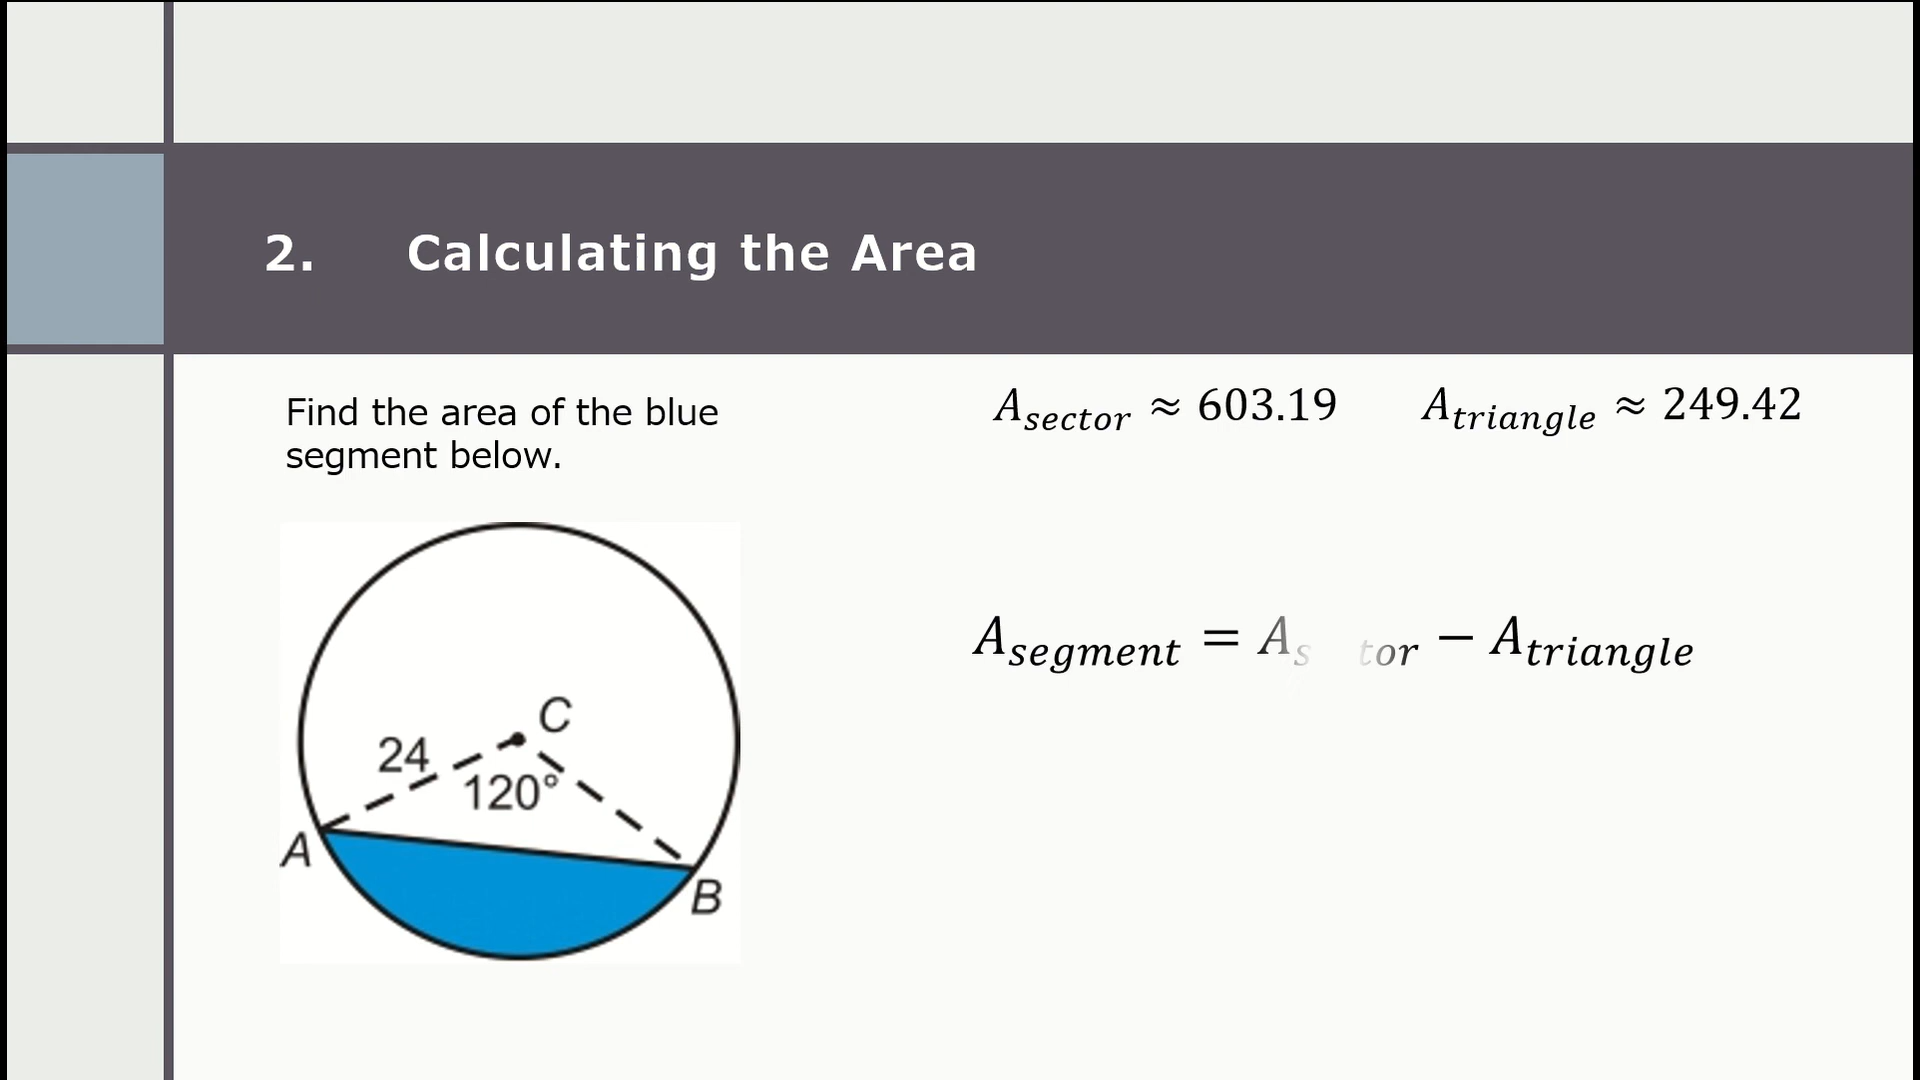 2. Calculating the Area
Find the area of the blue
segment below.
A_sector ≈ 603.19 A_triangle ≈ 249.42
A_segment = A_s tor − A_triangle
C
24
120°
A
B